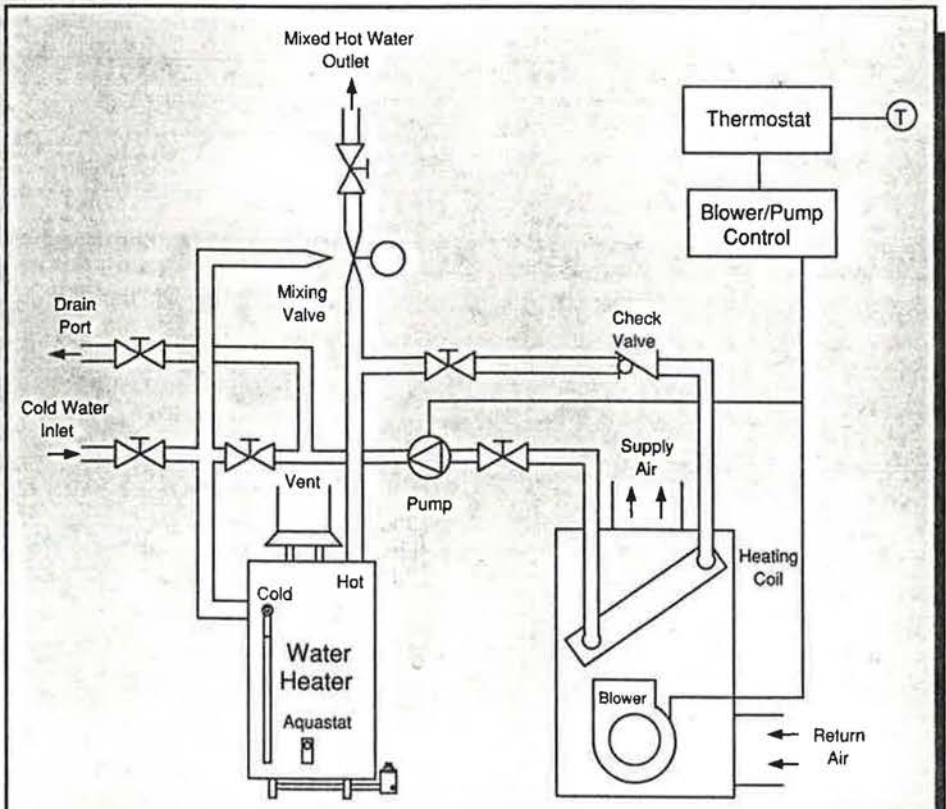 Mixed Hot Water
Outlet
Thermostat
T
Blower/Pump
Control
Mixing
Valve
Drain
Port
Check
Valve
Cold Water
Inlet
Supply
Air
Vent
Pump
Heating
Coil
Hot
Cold
Water
Heater
Aquastat
Blower
Return
Air